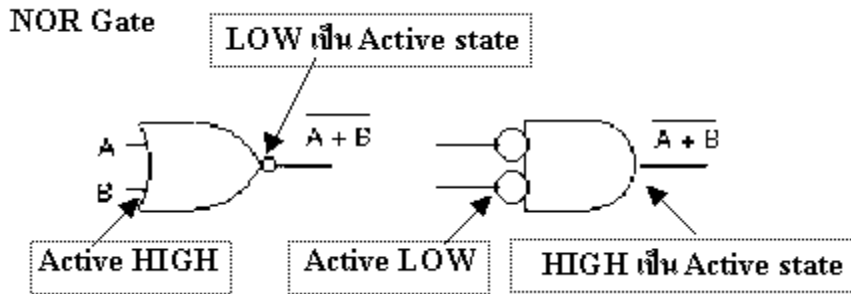 NOR Gate
LOW เป็น Active state
A
B
A + B
A + B
Active HIGH
Active LOW
HIGH เป็น Active state